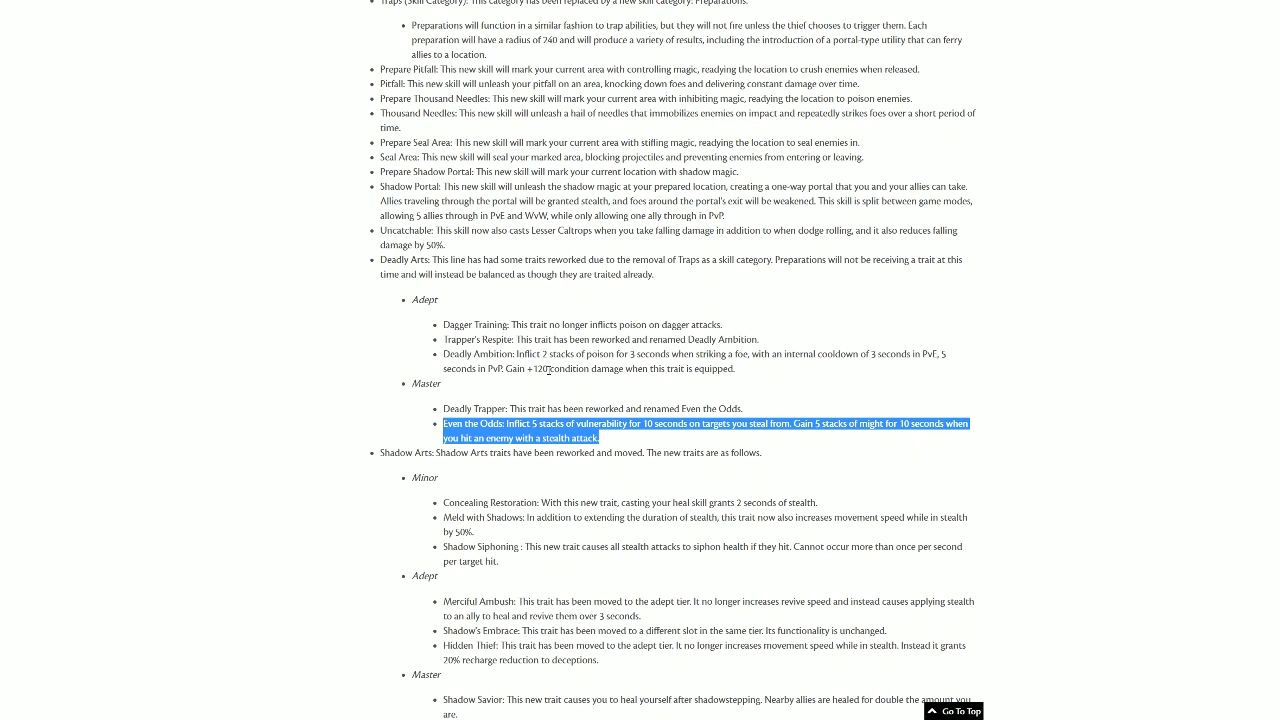 Traps (Skill Category): This category has been replaced by a new skill category: Preparations.
Preparations will function in a similar fashion to trap abilities, but they will not fire unless the thief chooses to trigger them. Each
preparation will have a radius of 240 and will produce a variety of results, including the introduction of a portal-type utility that can ferry
allies to a location.
Prepare Pitfall: This new skill will mark your current area with controlling magic, readying the location to crush enemies when released.
Pitfall: This new skill will unleash your pitfall on an area, knocking down foes and delivering constant damage over time.
Prepare Thousand Needles: This new skill will mark your current area with inhibiting magic, readying the location to poison enemies.
Thousand Needles: This new skill will unleash a hail of needles that immobilizes enemies on impact and repeatedly strikes foes over a short period of
time.
Prepare Seal Area: This new skill will mark your current area with stifling magic, readying the location to seal enemies in.
Seal Area: This new skill will seal your marked area, blocking projectiles and preventing enemies from entering or leaving.
Prepare Shadow Portal: This new skill will mark your current location with shadow magic.
Shadow Portal: This new skill will unleash the shadow magic at your prepared location, creating a one-way portal that you and your allies can take.
Allies traveling through the portal will be granted stealth, and foes around the portal's exit will be weakened. This skill is split between game modes,
allowing 5 allies through in PvE and WvW, while only allowing one ally through in PvP.
Uncatchable: This skill now also casts Lesser Caltrops when you take falling damage in addition to when dodge rolling, and it also reduces falling
damage by 50%.
Deadly Arts: This line has had some traits reworked due to the removal of Traps as a skill category. Preparations will not be receiving a trait at this
time and will instead be balanced as though they are traited already.
Adept
Dagger Training: This trait no longer inflicts poison on dagger attacks.
Trapper's Respite: This trait has been reworked and renamed Deadly Ambition.
Deadly Ambition: Inflict 2 stacks of poison for 3 seconds when striking a foe, with an internal cooldown of 3 seconds in PvE, 5
seconds in PvP. Gain +120 condition damage when this trait is equipped.
Master
Deadly Trapper: This trait has been reworked and renamed Even the Odds.
Even the Odds: Inflict 5 stacks of vulnerability for 10 seconds on targets you steal from. Gain 5 stacks of might for 10 seconds when
you hit an enemy with a stealth attack.
Shadow Arts: Shadow Arts traits have been reworked and moved. The new traits are as follows.
Minor
Concealing Restoration: With this new trait, casting your heal skill grants 2 seconds of stealth.
Meld with Shadows: In addition to extending the duration of stealth, this trait now also increases movement speed while in stealth
by 50%.
Shadow Siphoning : This new trait causes all stealth attacks to siphon health if they hit. Cannot occur more than once per second
per target hit.
Adept
Merciful Ambush: This trait has been moved to the adept tier. It no longer increases revive speed and instead causes applying stealth
to an ally to heal and revive them over 3 seconds.
Shadow's Embrace: This trait has been moved to a different slot in the same tier. Its functionality is unchanged.
Hidden Thief: This trait has been moved to the adept tier. It no longer increases movement speed while in stealth. Instead it grants
20% recharge reduction to deceptions.
Master
Shadow Savior: This new trait causes you to heal yourself after shadowstepping. Nearby allies are healed for double the amount you
are.
Go To Top